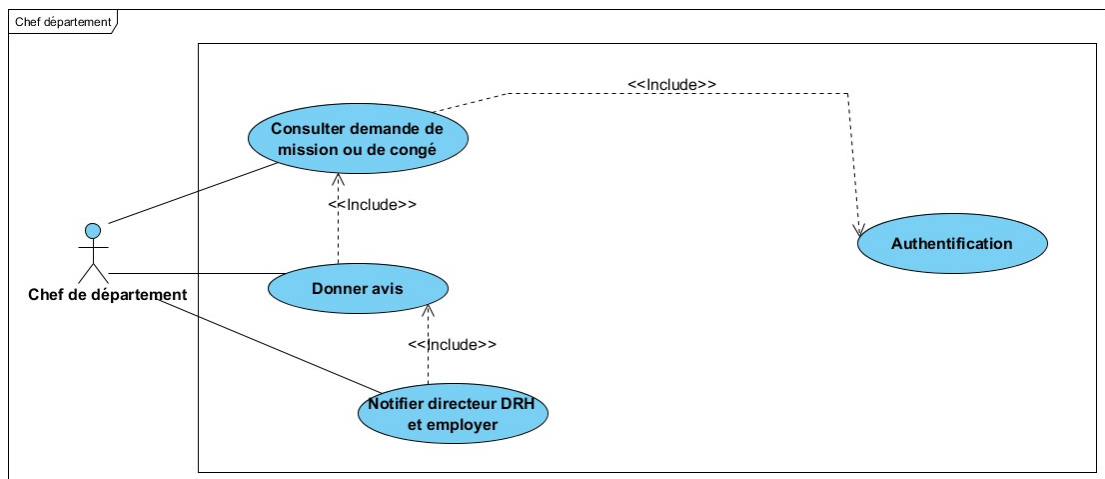 Chef département
<<Include>>
Consulter demande de
mission ou de congé
<<Include>>
Authentification
Chef de département
Donner avis
<<Include>>
Notifier directeur DRH
et employer